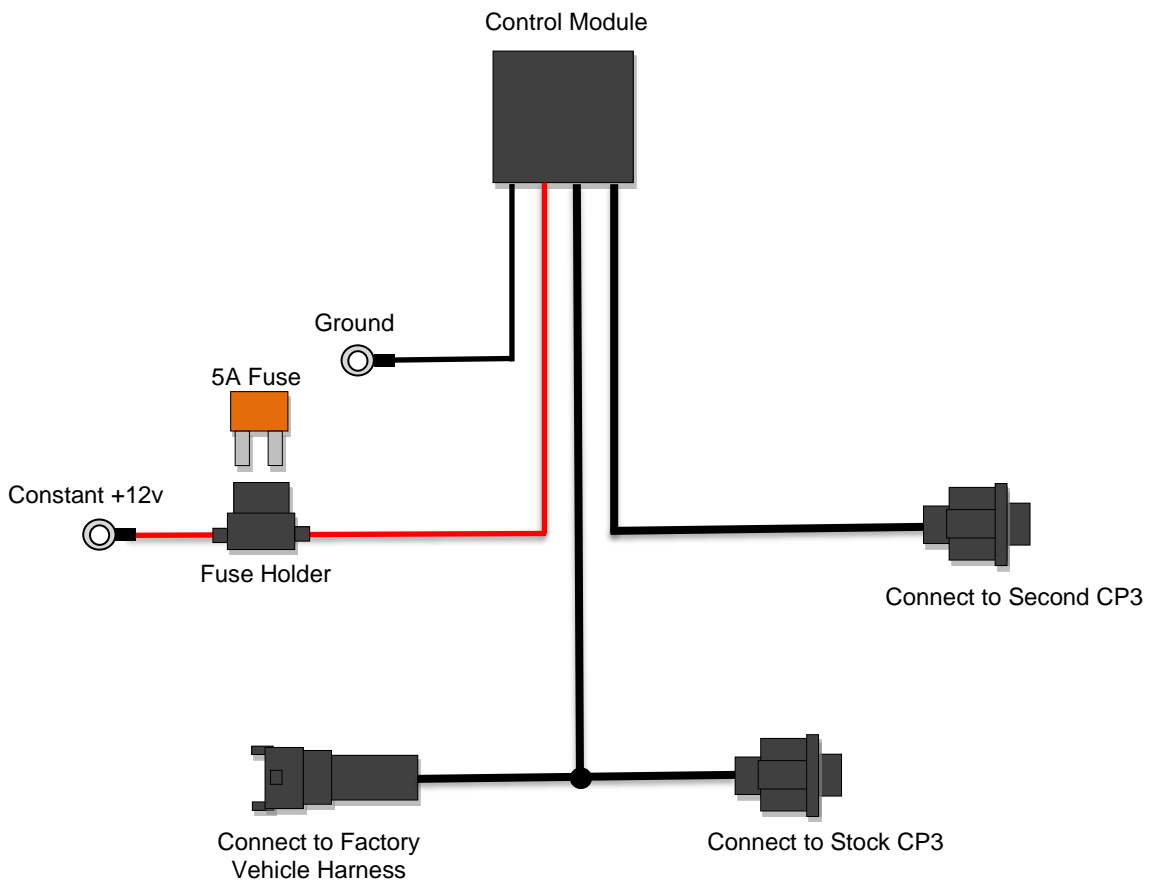 Control Module
Ground
5A Fuse
Constant +12v
Fuse Holder
Connect to Second CP3
Connect to Factory
Vehicle Harness
Connect to Stock CP3